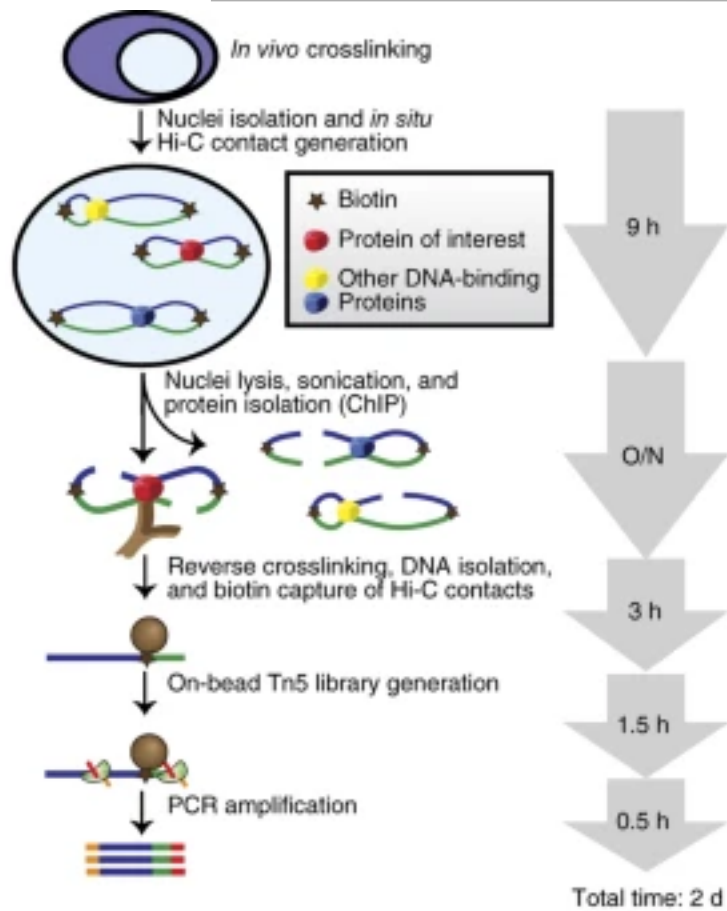 In vivo crosslinking
Nuclei isolation and in situ
Hi-C contact generation
9 h
Biotin
Protein of interest
Other DNA-binding
Proteins
Nuclei lysis, sonication, and
protein isolation (ChIP)
O/N
Reverse crosslinking, DNA isolation,
and biotin capture of Hi-C contacts
3 h
On-bead Tn5 library generation
1.5 h
PCR amplification
0.5 h
Total time: 2 d